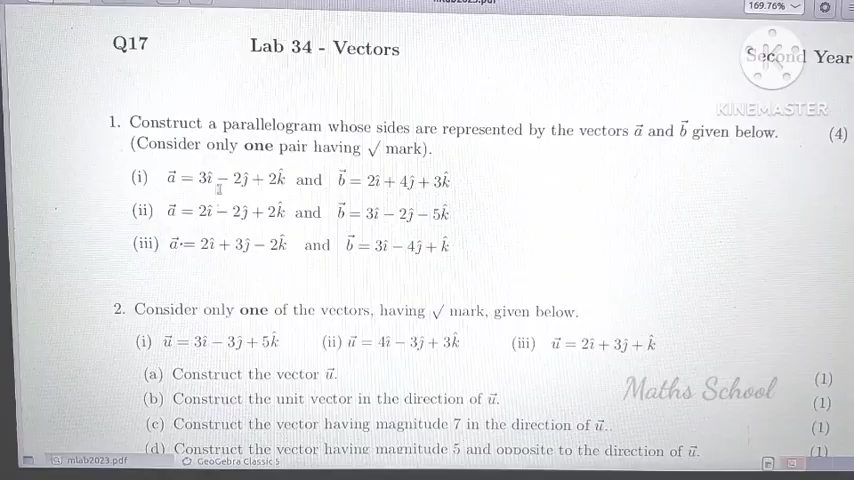 169.76%
Q17 Lab 34 - Vectors Second Year
KINEMASTER
1. Construct a parallelogram whose sides are represented by the vectors a⃗ and b⃗ given below. (4)
(Consider only one pair having √ mark).
(i) a⃗ = 3î − 2ĵ + 2k̂ and b⃗ = 2î + 4ĵ + 3k̂
(ii) a⃗ = 2î − 2ĵ + 2k̂ and b⃗ = 3î − 2ĵ − 5k̂
(iii) a⃗ = 2î + 3ĵ − 2k̂ and b⃗ = 3î − 4ĵ + k̂
2. Consider only one of the vectors, having √ mark, given below.
(i) u⃗ = 3î − 3ĵ + 5k̂ (ii) u⃗ = 4î − 3ĵ + 3k̂ (iii) u⃗ = 2î + 3ĵ + k̂
(a) Construct the vector u⃗. (1)
Maths School
(b) Construct the unit vector in the direction of u⃗. (1)
(c) Construct the vector having magnitude 7 in the direction of u⃗.. (1)
(d) Construct the vector having magnitude 5 and opposite to the direction of u⃗. (1)
mlab2023.pdf GeoGebra Classic 5